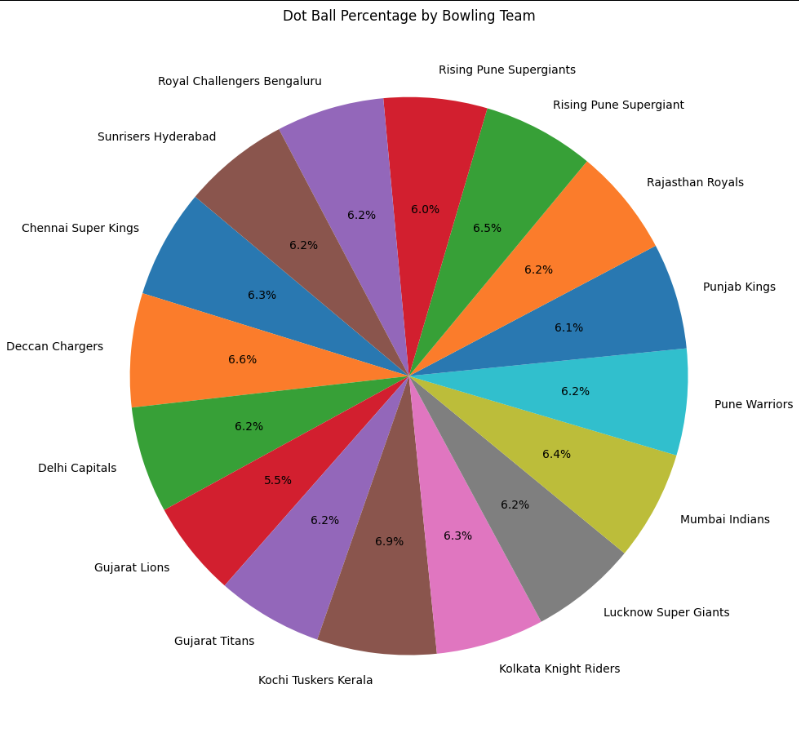 Dot Ball Percentage by Bowling Team
Rising Pune Supergiants
Royal Challengers Bengaluru
Rising Pune Supergiant
Sunrisers Hyderabad
Rajasthan Royals
6.0%
6.2%
6.5%
Chennai Super Kings
6.2%
6.2%
Punjab Kings
6.3%
6.1%
Deccan Chargers
6.6%
6.2%
Pune Warriors
6.2%
6.4%
Delhi Capitals
5.5%
6.2%
Mumbai Indians
6.2%
6.3%
6.9%
Gujarat Lions
Lucknow Super Giants
Gujarat Titans
Kolkata Knight Riders
Kochi Tuskers Kerala